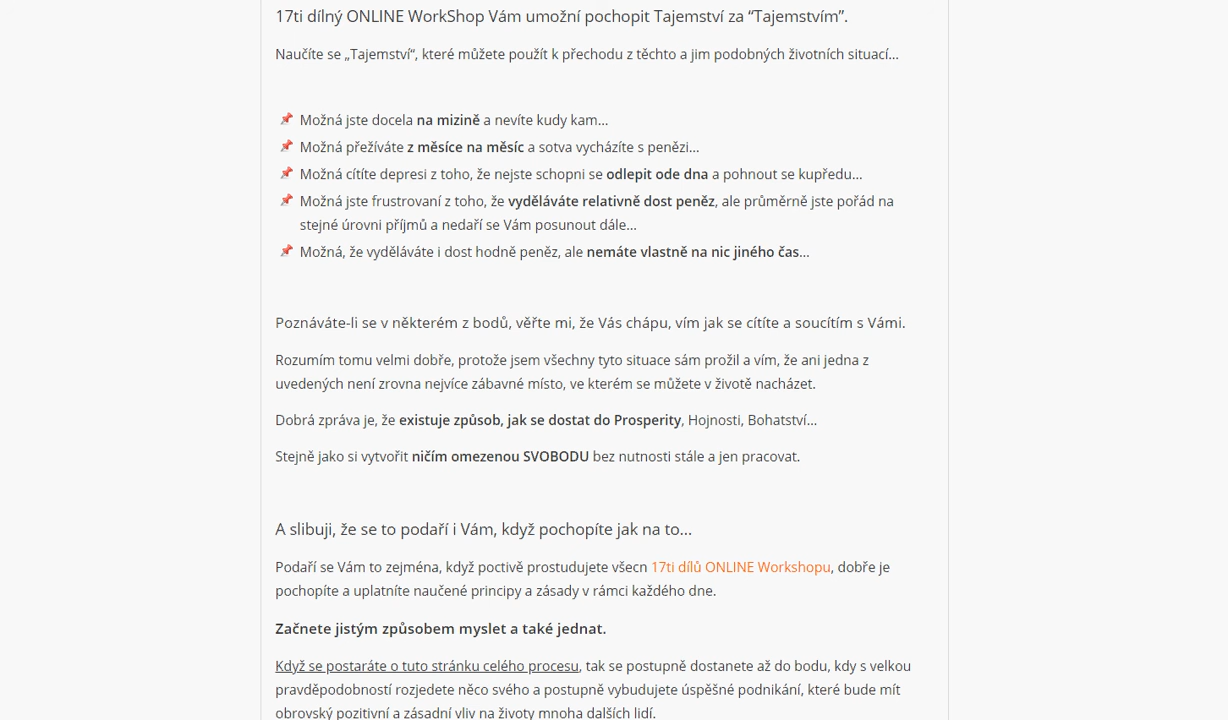 17ti dílný ONLINE WorkShop Vám umožní pochopit Tajemství za “Tajemstvím”.
Naučíte se „Tajemství“, které můžete použít k přechodu z těchto a jim podobných životních situací…
Možná jste docela na mizině a nevíte kudy kam…
Možná přežíváte z měsíce na měsíc a sotva vycházíte s penězi…
Možná cítíte depresi z toho, že nejste schopni se odlepit ode dna a pohnout se kupředu…
Možná jste frustrovaní z toho, že vyděláváte relativně dost peněz, ale průměrně jste pořád na
stejné úrovni příjmů a nedaří se Vám posunout dále…
Možná, že vyděláváte i dost hodně peněz, ale nemáte vlastně na nic jiného čas…
Poznáváte-li se v některém z bodů, věřte mi, že Vás chápu, vím jak se cítíte a soucítím s Vámi.
Rozumím tomu velmi dobře, protože jsem všechny tyto situace sám prožil a vím, že ani jedna z
uvedených není zrovna nejvíce zábavné místo, ve kterém se můžete v životě nacházet.
Dobrá zpráva je, že existuje způsob, jak se dostat do Prosperity, Hojnosti, Bohatství…
Stejně jako si vytvořit ničím omezenou SVOBODU bez nutnosti stále a jen pracovat.
A slibuji, že se to podaří i Vám, když pochopíte jak na to…
Podaří se Vám to zejména, když poctivě prostudujete všecn 17ti dílů ONLINE Workshopu, dobře je
pochopíte a uplatníte naučené principy a zásady v rámci každého dne.
Začnete jistým způsobem myslet a také jednat.
Když se postaráte o tuto stránku celého procesu, tak se postupně dostanete až do bodu, kdy s velkou
pravděpodobností rozjedete něco svého a postupně vybudujete úspěšné podnikání, které bude mít
obrovský pozitivní a zásadní vliv na životy mnoha dalších lidí.